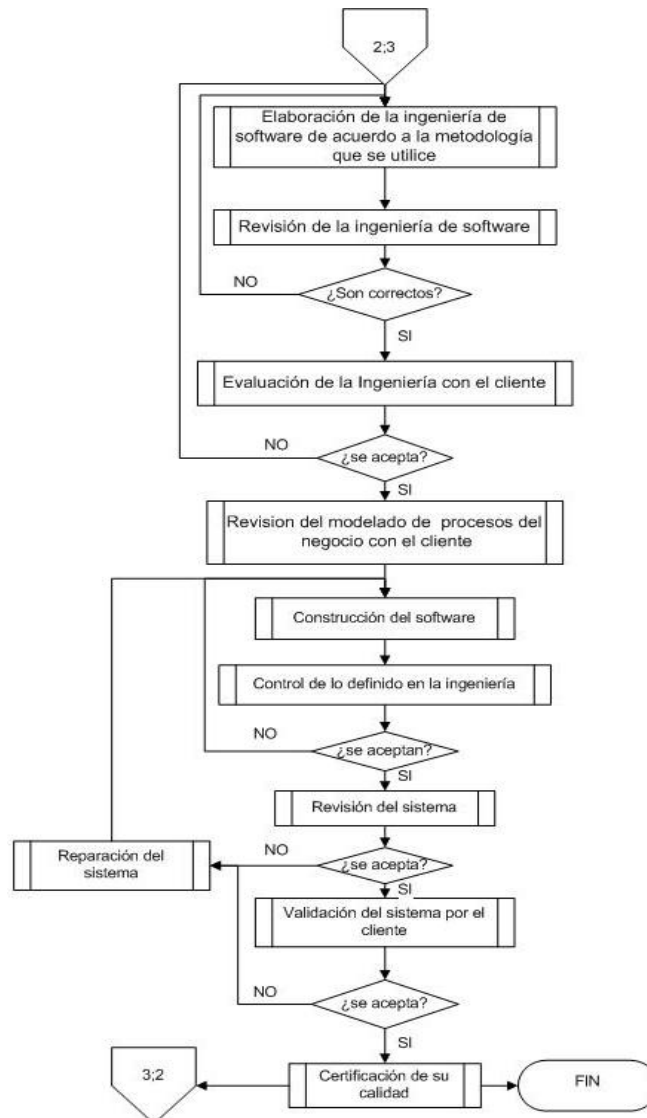 2;3
Elaboración de la ingeniería de
software de acuerdo a la metodología
que se utilice
Revisión de la ingeniería de software
NO
¿Son correctos?
SI
Evaluación de la Ingeniería con el cliente
NO
¿se acepta?
SI
Revision del modelado de procesos del
negocio con el cliente
Construcción del software
Control de lo definido en la ingeniería
NO
¿se aceptan?
SI
Revisión del sistema
Reparación del
sistema
NO
¿se acepta?
SI
Validación del sistema por el
cliente
NO
¿se acepta?
SI
3;2
Certificación de su
calidad
FIN